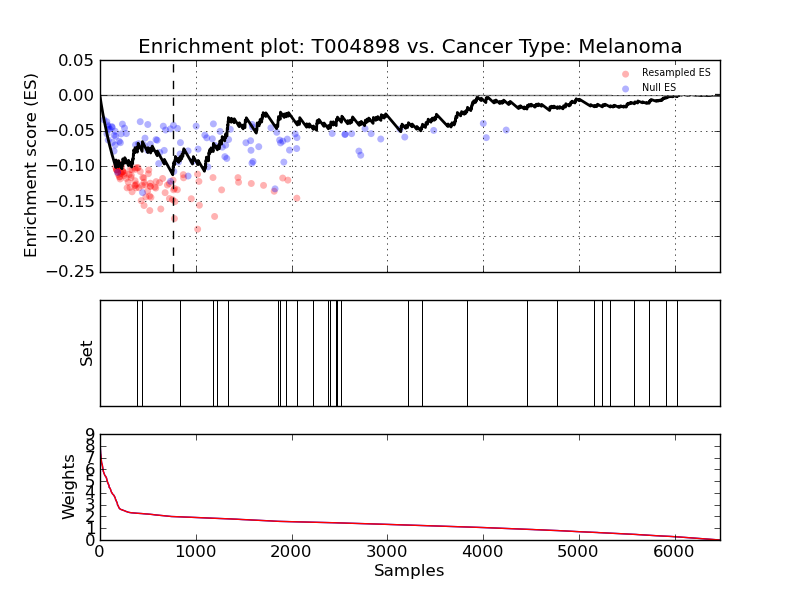 Enrichment plot: T004898 vs. Cancer Type: Melanoma
0.05
0.00
−0.05
−0.10
−0.15
−0.20
−0.25
Enrichment score (ES)
Resampled ES
Null ES
Set
9
8
7
6
5
4
3
2
1
0
Weights
0 1000 2000 3000 4000 5000 6000
Samples